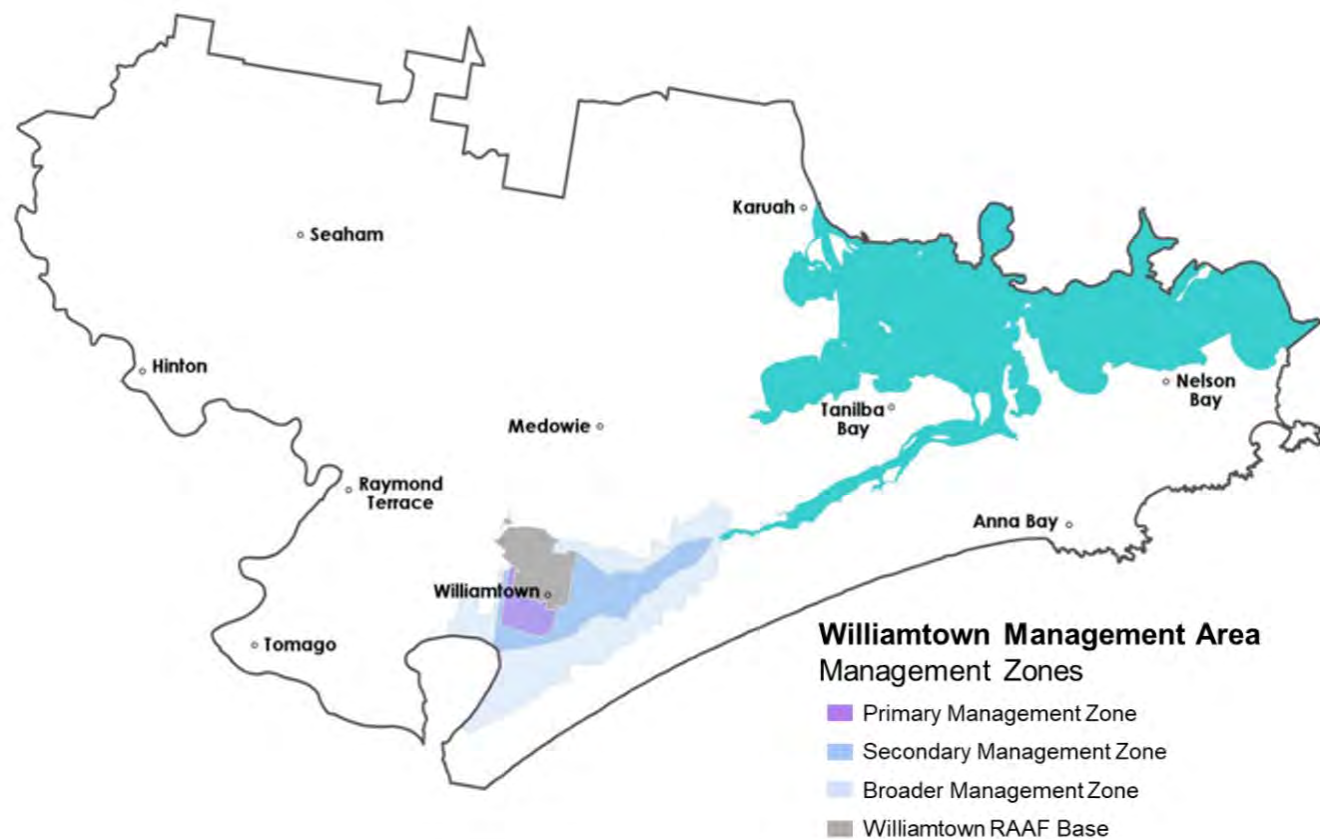 Karuah
Seaham
Hinton
Nelson
Bay
Tanilba
Bay
Medowie
Raymond
Terrace
Anna Bay
Williamtown
Tomago
Williamtown Management Area
Management Zones
Primary Management Zone
Secondary Management Zone
Broader Management Zone
Williamtown RAAF Base